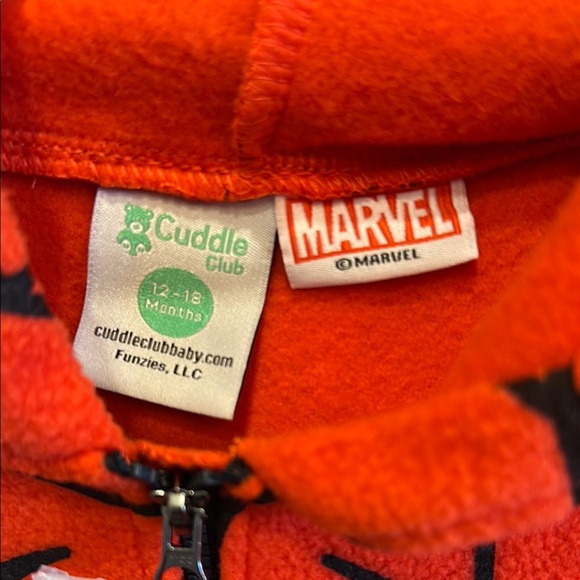 Cuddle
Club
12-18
Months
cuddleclubbaby.com
Funzies, LLC
MARVEL
©MARVEL